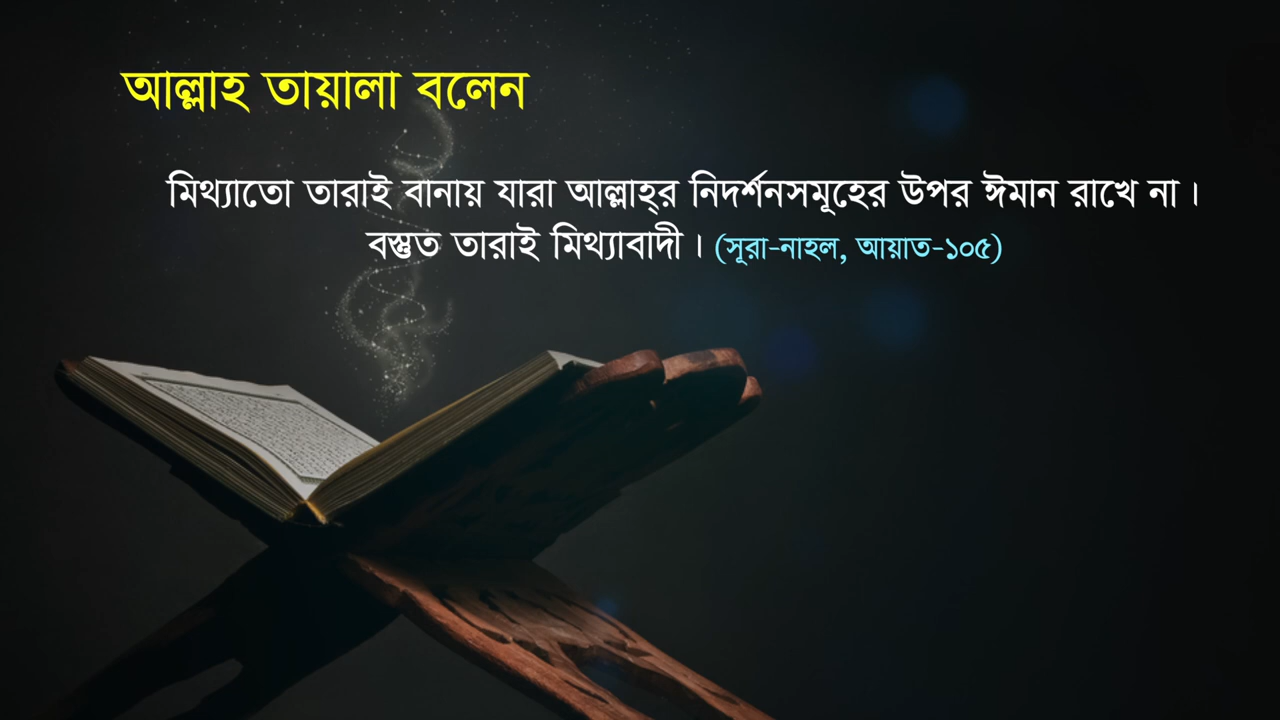 আল্লাহ তায়ালা বলেন
মিথ্যাতো তারাই বানায় যারা আল্লাহ্‌র নিদর্শনসমূহের উপর ঈমান রাখে না।
বস্তুত তারাই মিথ্যাবাদী। (সূরা-নাহল, আয়াত-১০৫)